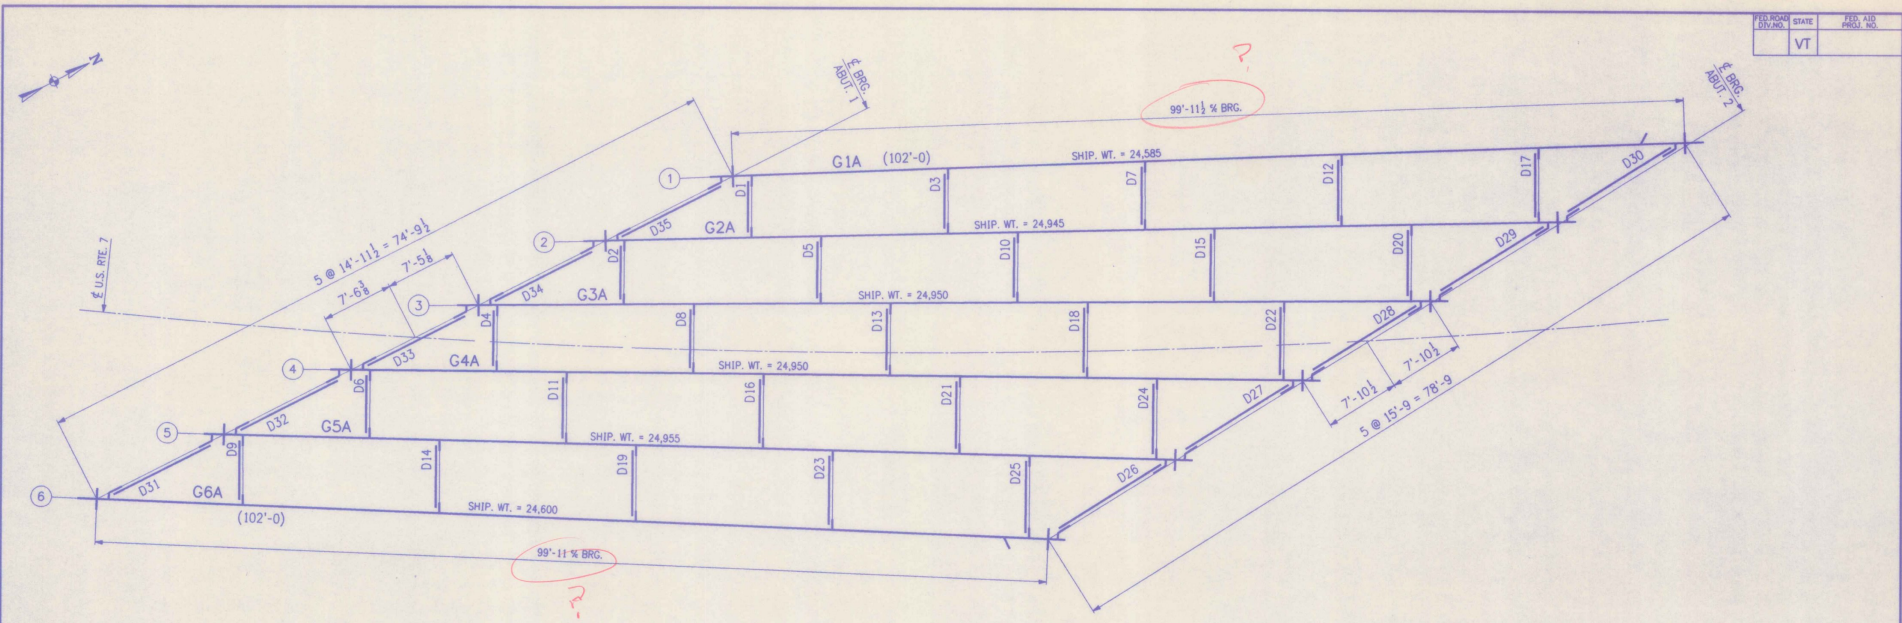 FED.ROAD DIV.NO.
STATE
FED. AID PROJ. NO.
VT
N
?
℄ BRG.
ABUT. 1
℄ BRG.
ABUT. 2
99'-11½ % BRG.
G1A (102'-0)
SHIP. WT. = 24,585
1
D1
D3
D7
D12
D17
D30
D35
G2A
SHIP. WT. = 24,945
2
D2
D5
D10
D15
D20
D29
5 @ 14'-11½ = 74'-9½
7'-6⅜
7'-5⅛
℄ U.S. RTE. 7
D34
G3A
SHIP. WT. = 24,950
3
D4
D8
D13
D18
D22
D28
D33
G4A
SHIP. WT. = 24,950
4
D6
D11
D16
D21
D24
D27
7'-10½
7'-10½
5 @ 15'-9 = 78'-9
D32
G5A
SHIP. WT. = 24,955
5
D9
D14
D19
D23
D25
D26
D31
G6A
(102'-0)
SHIP. WT. = 24,600
6
99'-11 % BRG.
?